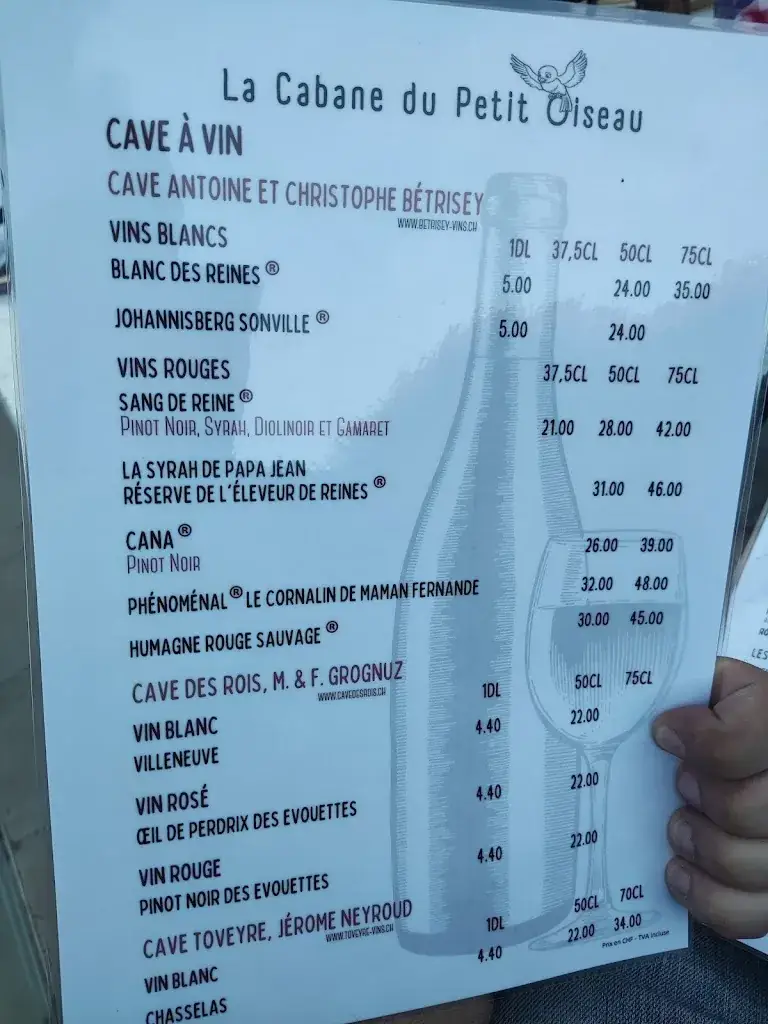 La Cabane du Petit Oiseau
CAVE À VIN
CAVE ANTOINE ET CHRISTOPHE BÉTRISEY
WWW.BETRISEY-VINS.CH
VINS BLANCS 1DL 37,5CL 50CL 75CL
BLANC DES REINES ® 5.00 24.00 35.00
JOHANNISBERG SONVILLE ® 5.00 24.00
VINS ROUGES 37,5CL 50CL 75CL
SANG DE REINE ®
PINOT NOIR, SYRAH, DIOLINOIR ET GAMARET 21.00 28.00 42.00
LA SYRAH DE PAPA JEAN
RÉSERVE DE L'ÉLEVEUR DE REINES ® 31.00 46.00
CANA ® 26.00 39.00
PINOT NOIR
PHÉNOMÉNAL ® LE CORNALIN DE MAMAN FERNANDE 32.00 48.00
HUMAGNE ROUGE SAUVAGE ® 30.00 45.00
CAVE DES ROIS, M. & F. GROGNUZ
WWW.CAVEDESROIS.CH
1DL 50CL 75CL
VIN BLANC 4.40 22.00
VILLENEUVE
VIN ROSÉ 4.40 22.00
ŒIL DE PERDRIX DES EVOUETTES
VIN ROUGE 4.40 22.00
PINOT NOIR DES EVOUETTES
CAVE TOVEYRE, JÉROME NEYROUD
WWW.TOVEYRE-VINS.CH
1DL 50CL 70CL
VIN BLANC 4.40 22.00 34.00
CHASSELAS
Prix en CHF - TVA incluse
LES